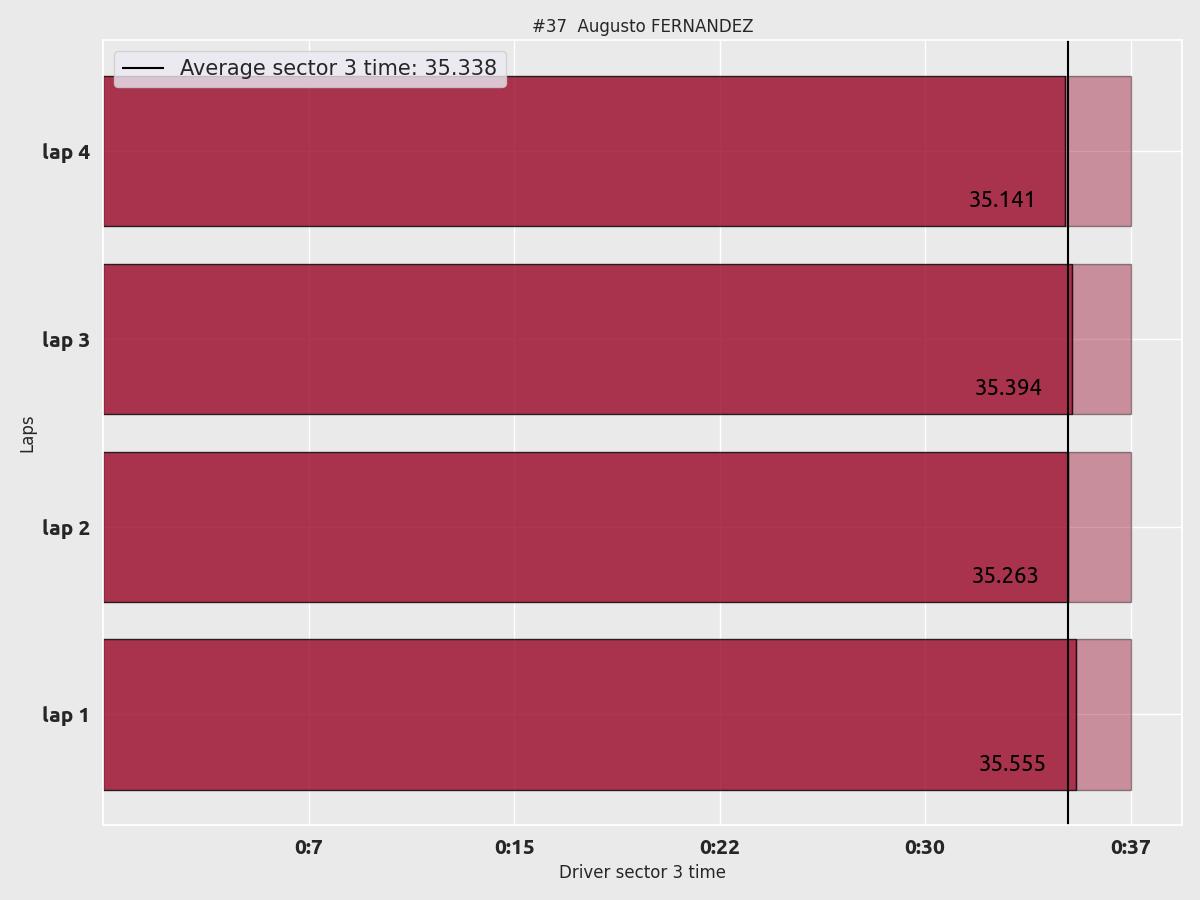 #37  Augusto FERNANDEZ
Average sector 3 time: 35.338
lap 4
35.141
lap 3
35.394
Laps
lap 2
35.263
lap 1
35.555
0:7
0:15
0:22
0:30
0:37
Driver sector 3 time